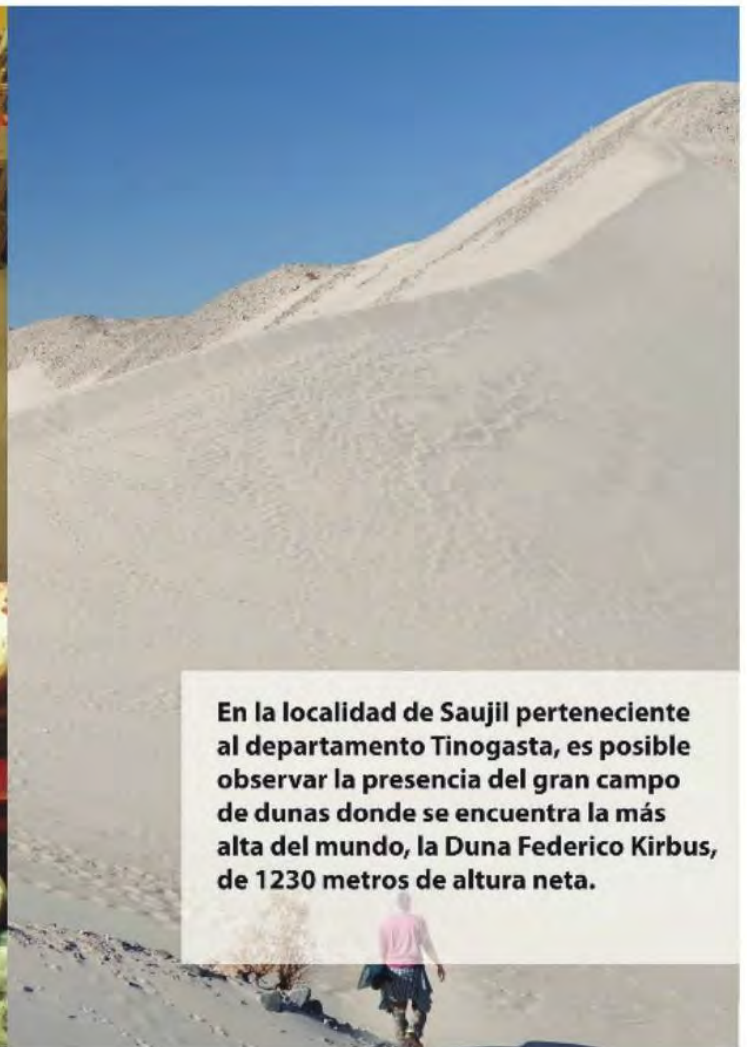 En la localidad de Saujil perteneciente
al departamento Tinogasta, es posible
observar la presencia del gran campo
de dunas donde se encuentra la más
alta del mundo, la Duna Federico Kirbus,
de 1230 metros de altura neta.